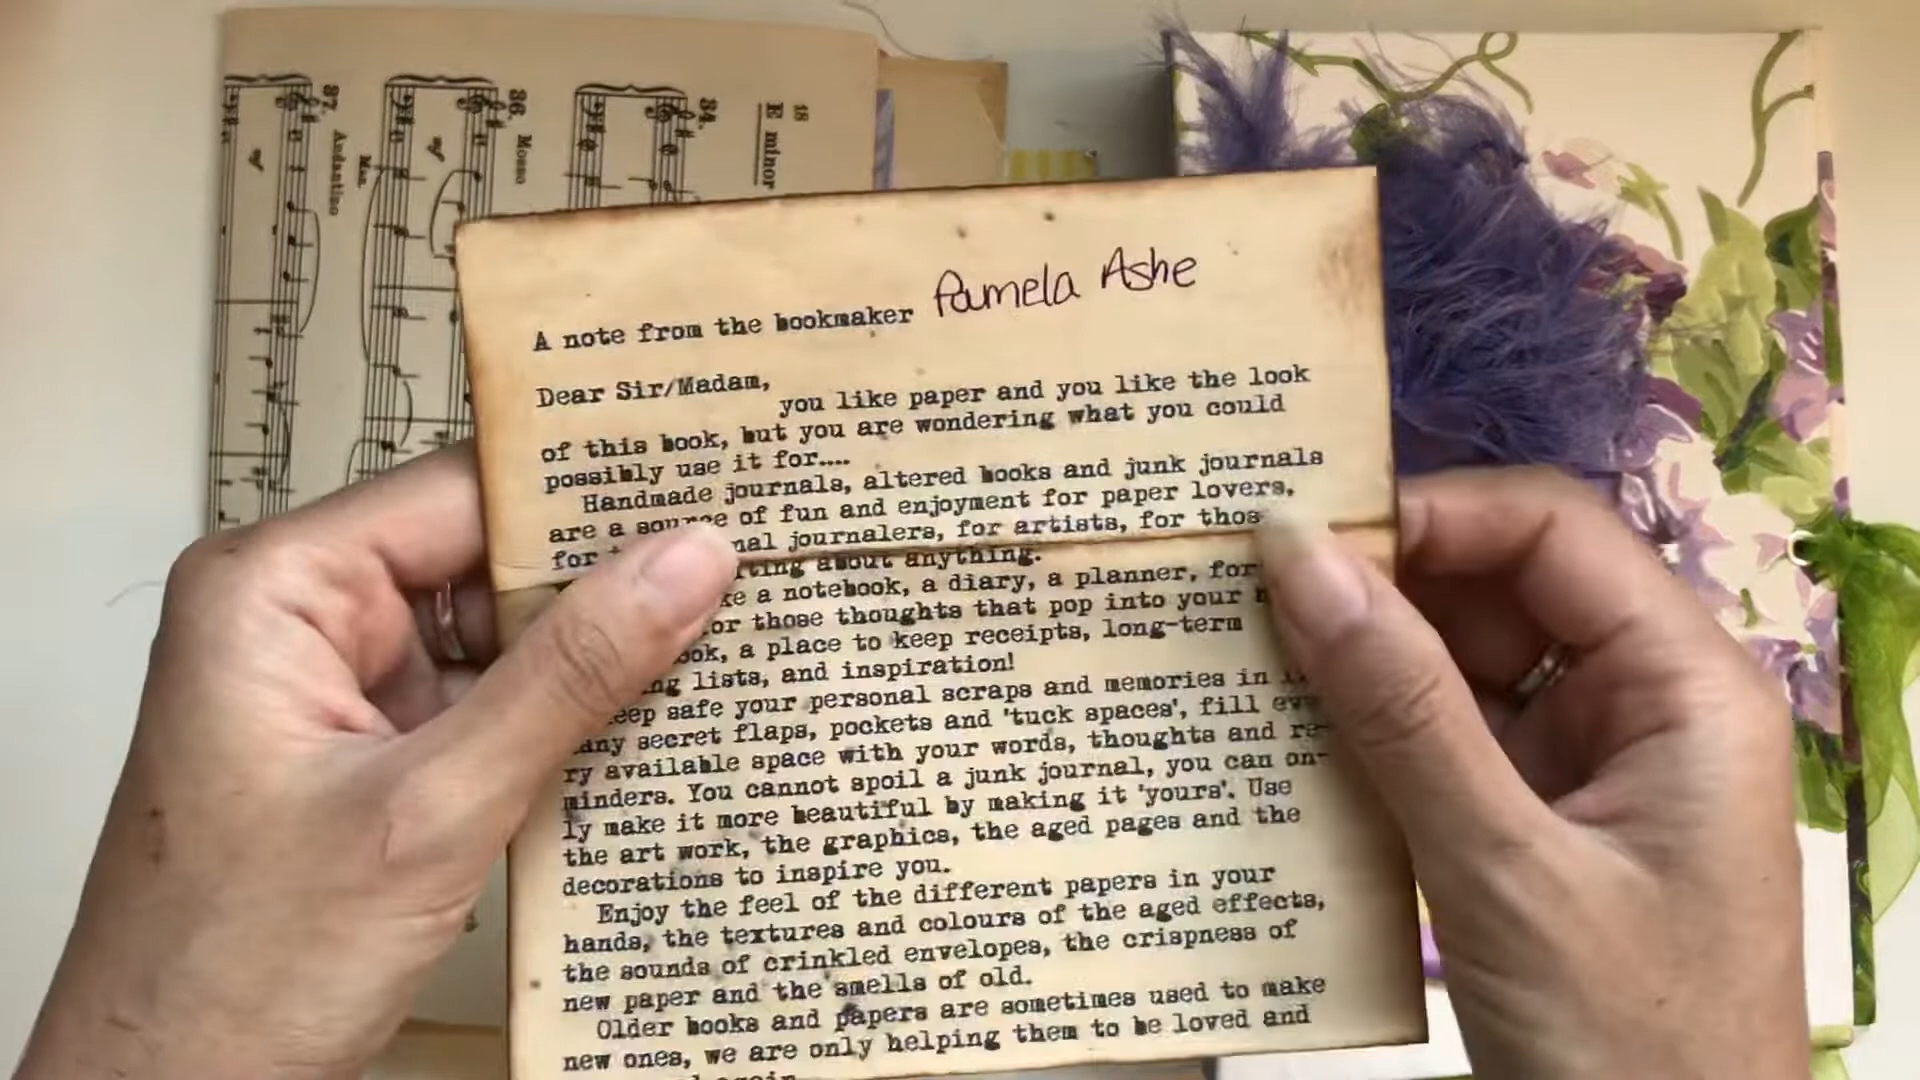 A note from the bookmaker Pamela Ashe
Dear Sir/Madam,
you like paper and you like the look
of this book, but you are wondering what you could
possibly use it for....
Handmade journals, altered books and junk journals
are a source of fun and enjoyment for paper lovers,
for journalers, for artists, for
about anything.
a notebook, a diary, a planner, for
for those thoughts that pop into your
a place to keep receipts, long-term
lists, and inspiration!
keep safe your personal scraps and memories in
many secret flaps, pockets and 'tuck spaces', fill eve-
ry available space with your words, thoughts and re-
minders. You cannot spoil a junk journal, you can on-
ly make it more beautiful by making it 'yours'. Use
the art work, the graphics, the aged pages and the
decorations to inspire you.
Enjoy the feel of the different papers in your
hands, the textures and colours of the aged effects,
the sounds of crinkled envelopes, the crispness of
new paper and the smells of old.
Older books and papers are sometimes used to make
new ones, we are only helping them to be loved and
again
18
E minor
34.
36.
Mosso
mf
37.
Andantino
mf